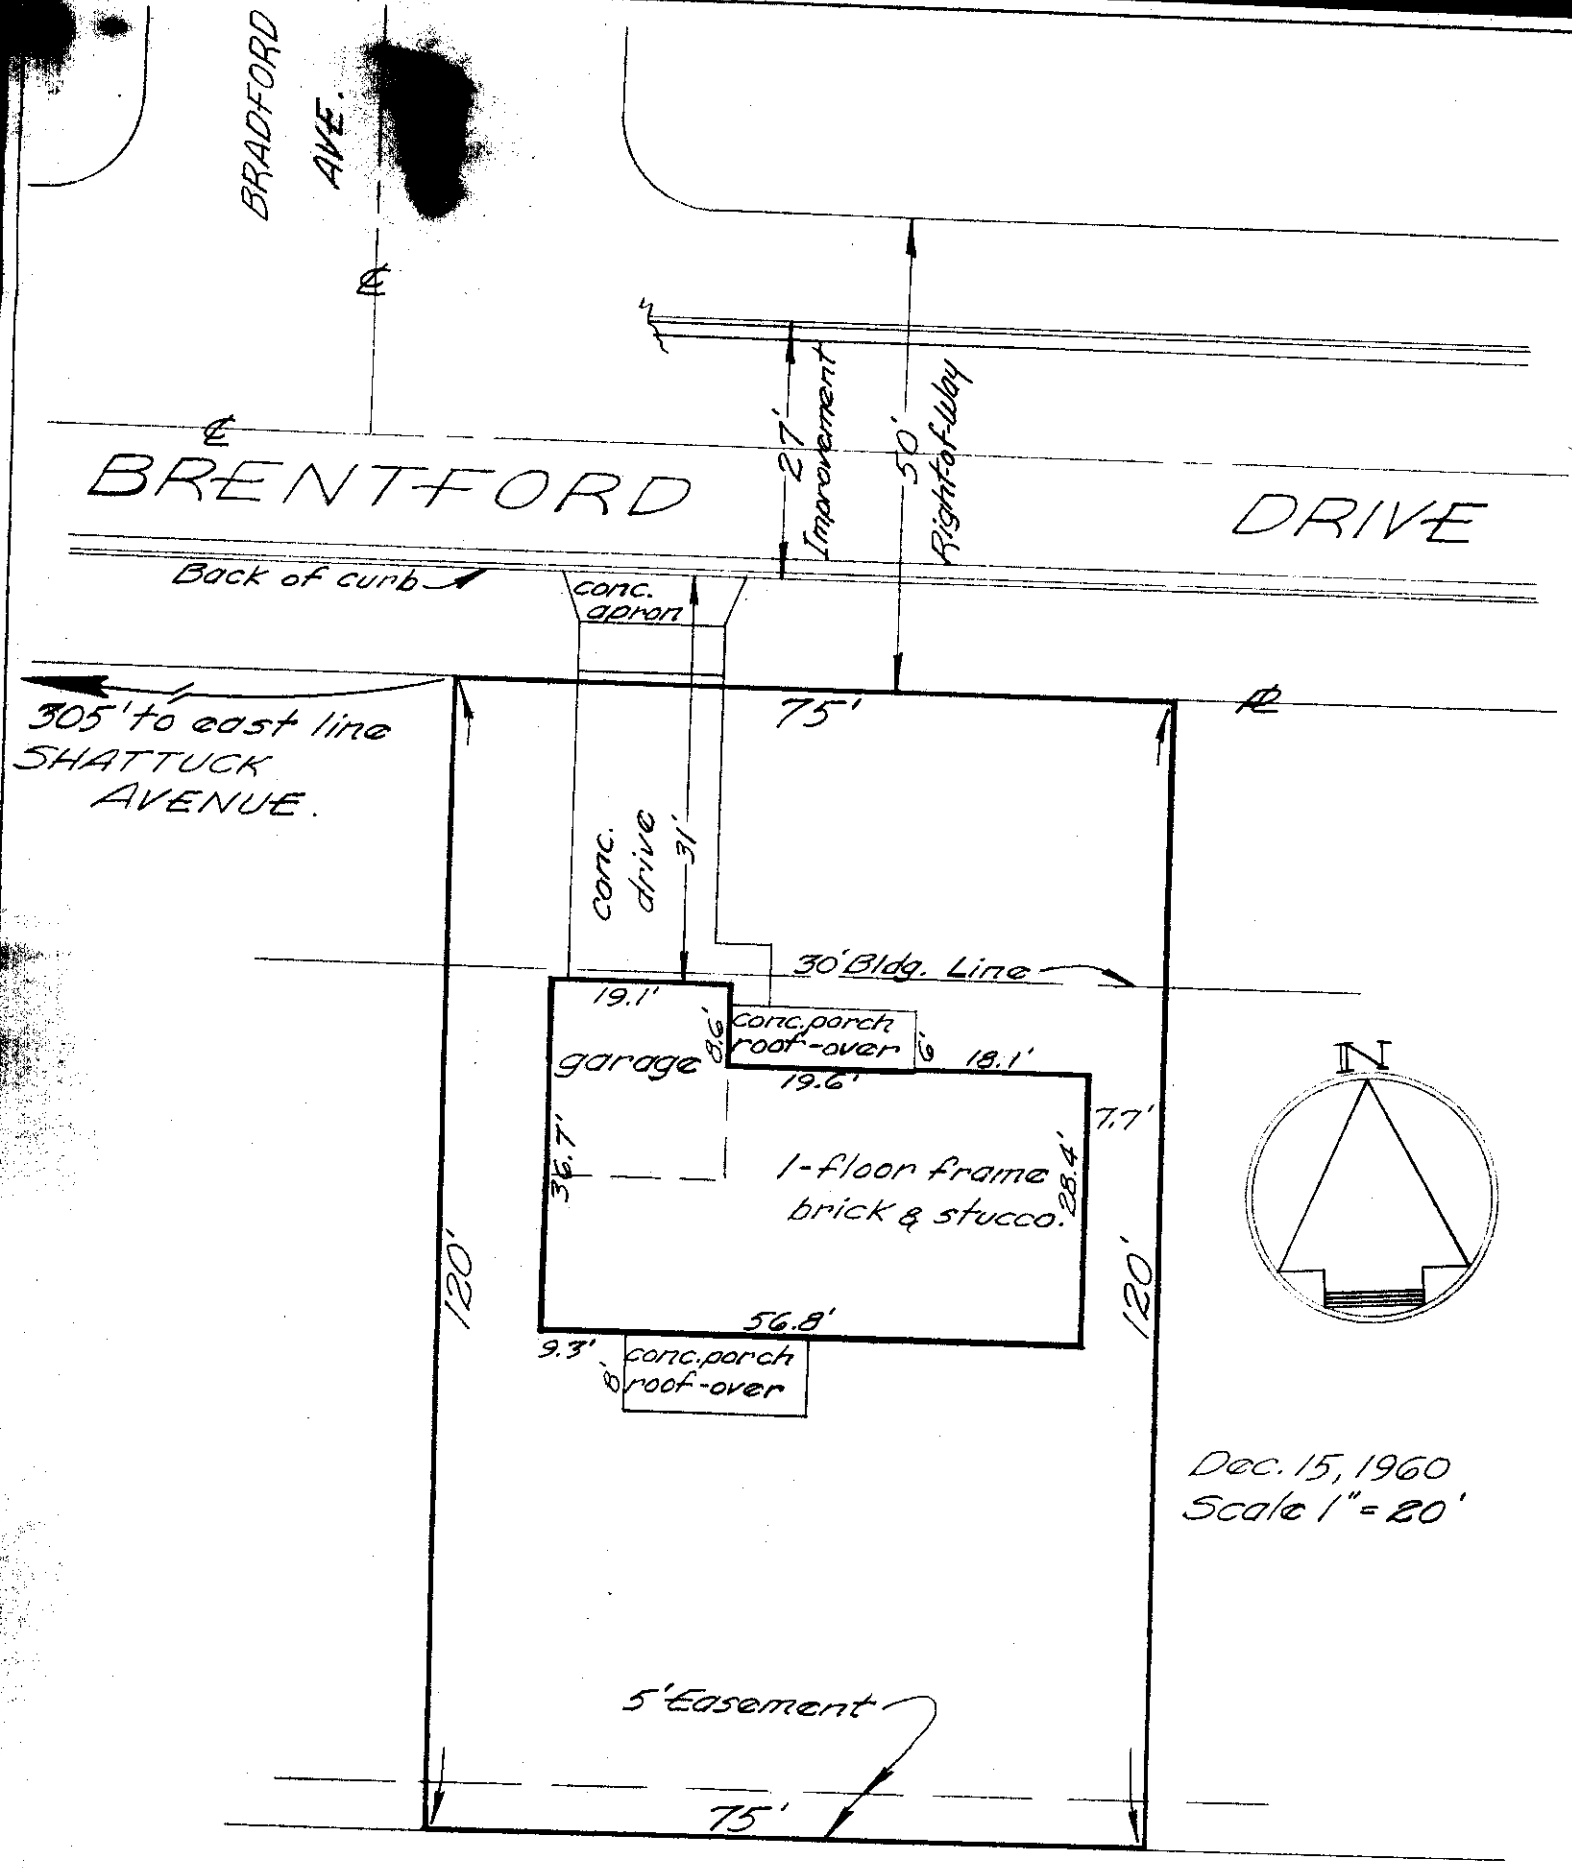 BRADFORD
AVE.
℄
℄
BRENTFORD DRIVE
27'
Improvement
50'
Right-of-Way
Back of curb
conc.
apron
75'
PL
305' to east line
SHATTUCK
AVENUE.
conc.
drive
31'
30' Bldg. Line
19.1'
8.6'
conc. porch
roof-over
6'
18.1'
garage
19.6'
7.7'
36.7'
1-floor frame
brick & stucco.
28.4'
N
120'
120'
56.8'
9.3'
8'
conc. porch
roof-over
Dec. 15, 1960
Scale 1" = 20'
5' Easement
75'